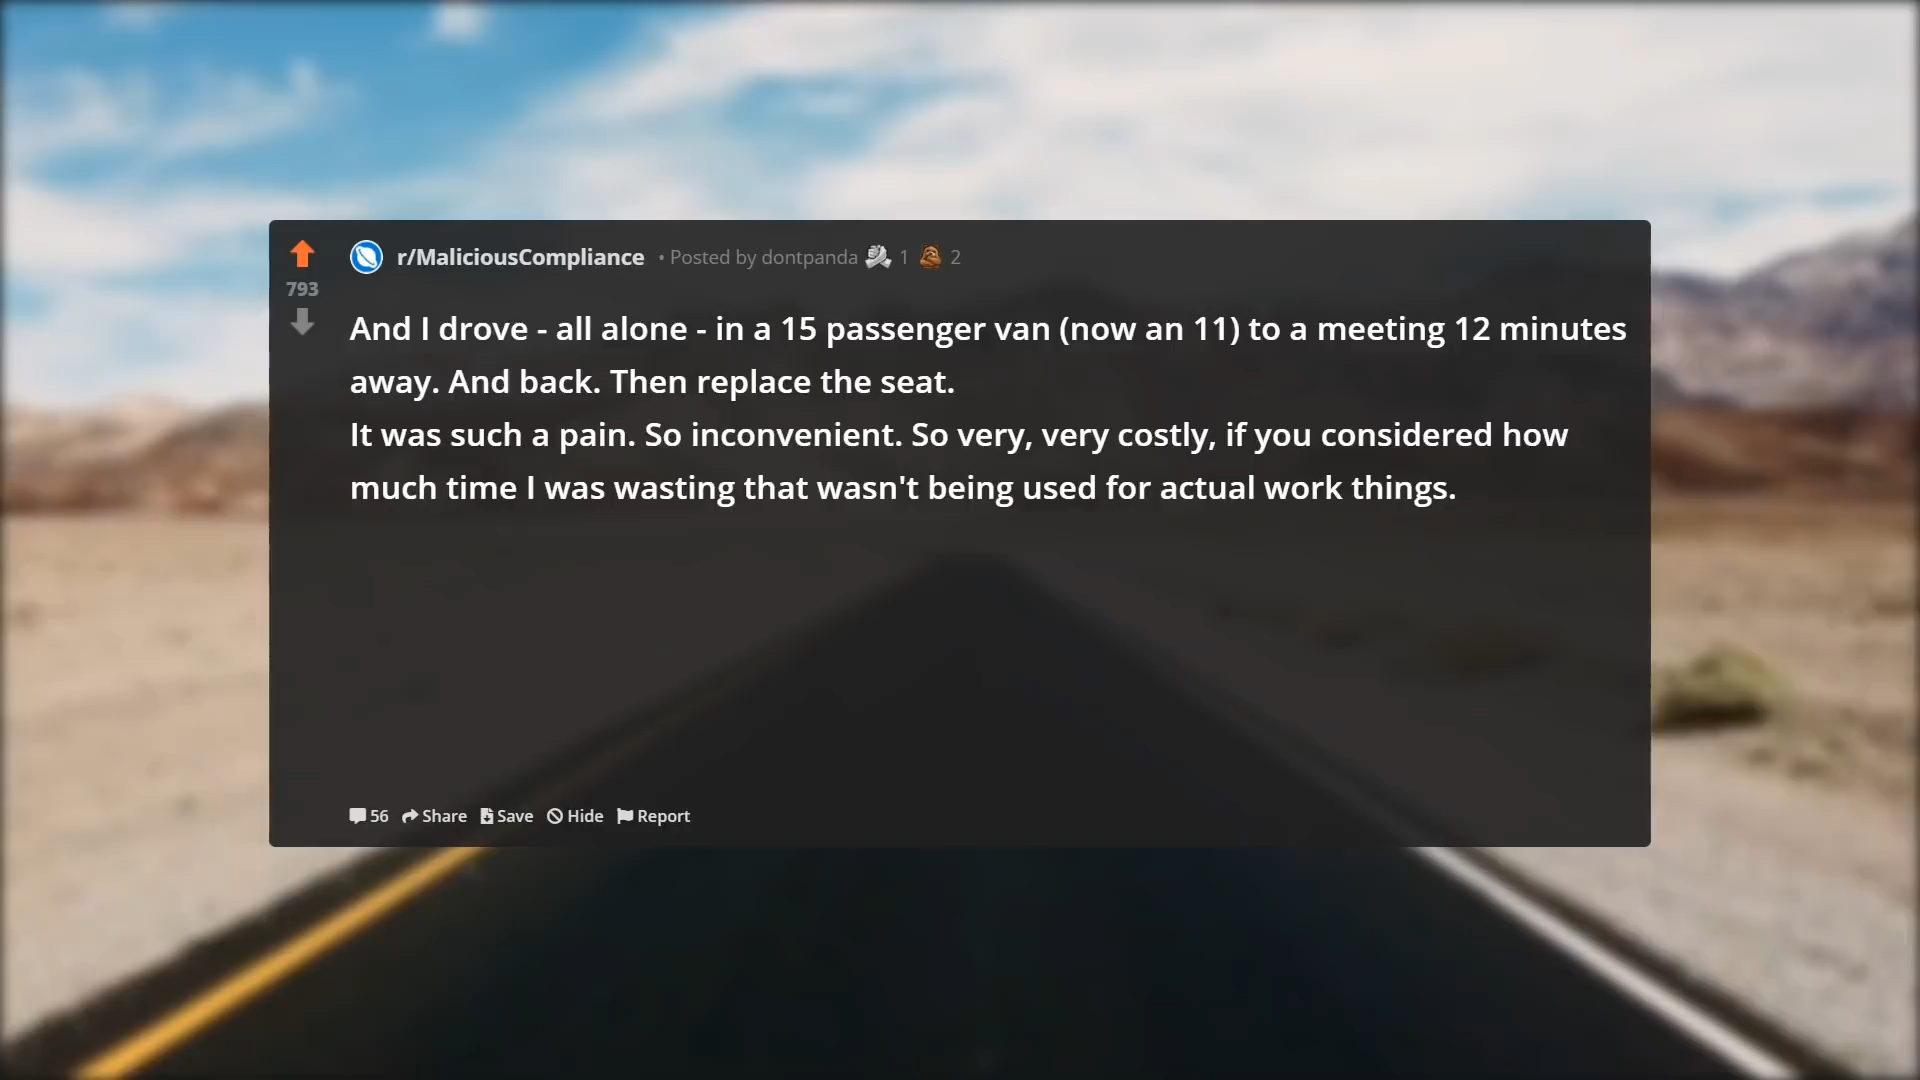 r/MaliciousCompliance • Posted by dontpanda 1 2
793
And I drove - all alone - in a 15 passenger van (now an 11) to a meeting 12 minutes
away. And back. Then replace the seat.
It was such a pain. So inconvenient. So very, very costly, if you considered how
much time I was wasting that wasn't being used for actual work things.
56 Share Save Hide Report